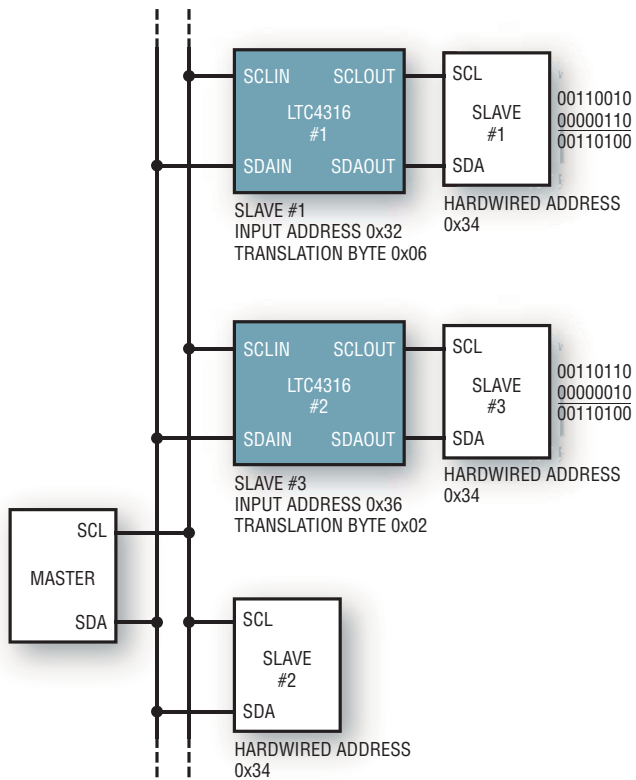 SCLIN SCLOUT
LTC4316
#1
SDAIN SDAOUT
SCL
SLAVE
#1
SDA
00110010
00000110
00110100
SLAVE #1
INPUT ADDRESS 0x32
TRANSLATION BYTE 0x06
HARDWIRED ADDRESS
0x34
SCLIN SCLOUT
LTC4316
#2
SDAIN SDAOUT
SCL
SLAVE
#3
SDA
00110110
00000010
00110100
SLAVE #3
INPUT ADDRESS 0x36
TRANSLATION BYTE 0x02
HARDWIRED ADDRESS
0x34
SCL
MASTER
SDA
SCL
SLAVE
#2
SDA
HARDWIRED ADDRESS
0x34